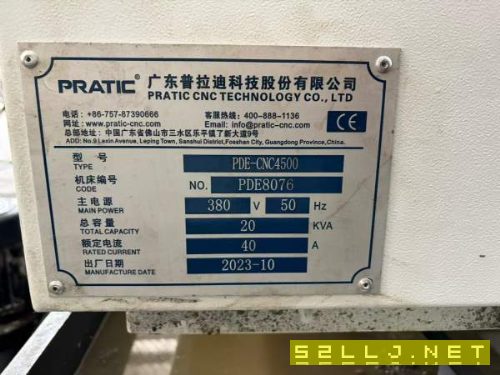 PRATIC® 广东普拉迪科技股份有限公司
PRATIC CNC TECHNOLOGY CO., LTD
电话：+86-757-87390666 客服热线：400-888-1136
网址：www.pratic-cnc.com Email: info@pratic-cnc.com
总部地址：中国广东省佛山市三水区乐平镇了新大道9号
ADD: No.9 Lexin Avenue, Leping Town, Sanshui District, Foshan City, Guangdong Province, China.
CE
型号 PDE-CNC4500
TYPE
机床编号 NO. PDE8076
CODE
主电源 380 V 50 Hz
MAIN POWER
总容量 20 KVA
TOTAL CAPACITY
额定电流 40 A
RATED CURRENT
出厂日期 2023-10
MANUFACTURE DATE
52LLJ.NET